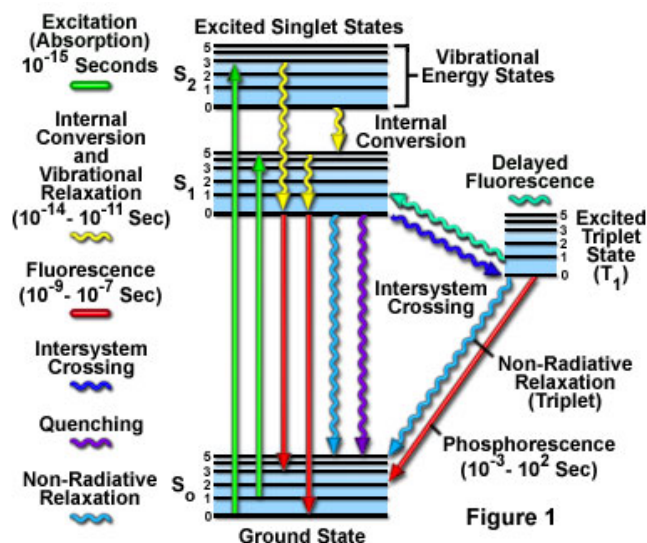 Excitation
(Absorption)
10⁻¹⁵ Seconds
Internal
Conversion
and
Vibrational
Relaxation
(10⁻¹⁴ - 10⁻¹¹ Sec)
Fluorescence
(10⁻⁹ - 10⁻⁷ Sec)
Intersystem
Crossing
Quenching
Non-Radiative
Relaxation
Excited Singlet States
S₂
5
3
2
1
0
Vibrational
Energy States
Internal
Conversion
S₁
5
4
3
2
1
0
Delayed
Fluorescence
5
4
3
2
1
0
Excited
Triplet
State
(T₁)
Intersystem
Crossing
Non-Radiative
Relaxation
(Triplet)
Phosphorescence
(10⁻³ - 10² Sec)
S₀
5
4
3
2
1
0
Ground State
Figure 1